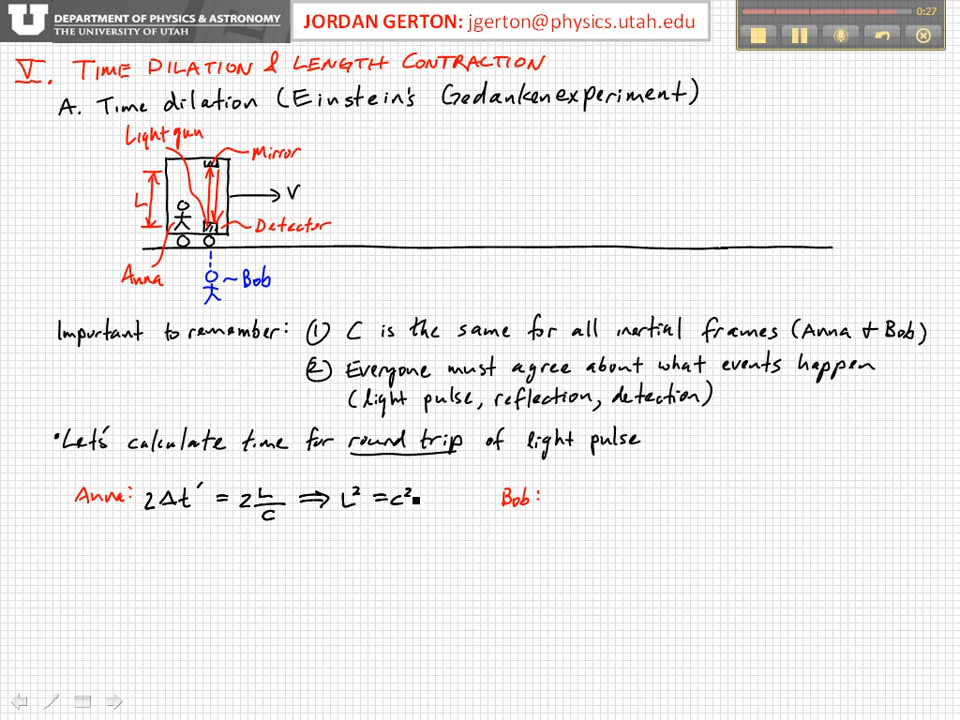 U DEPARTMENT OF PHYSICS & ASTRONOMY
THE UNIVERSITY OF UTAH
JORDAN GERTON: jgerton@physics.utah.edu
0:27
V. TIME DILATION & LENGTH CONTRACTION
A. Time dilation (Einstein's Gedankenexperiment)
Light gun
Mirror
L
V
Detector
Anna
Bob
Important to remember: (1) C is the same for all inertial frames (Anna & Bob)
(2) Everyone must agree about what events happen
(light pulse, reflection, detection)
• Let's calculate time for round trip of light pulse
Anna: 2Δt′ = 2 L/C ⟹ L² = c²
Bob: